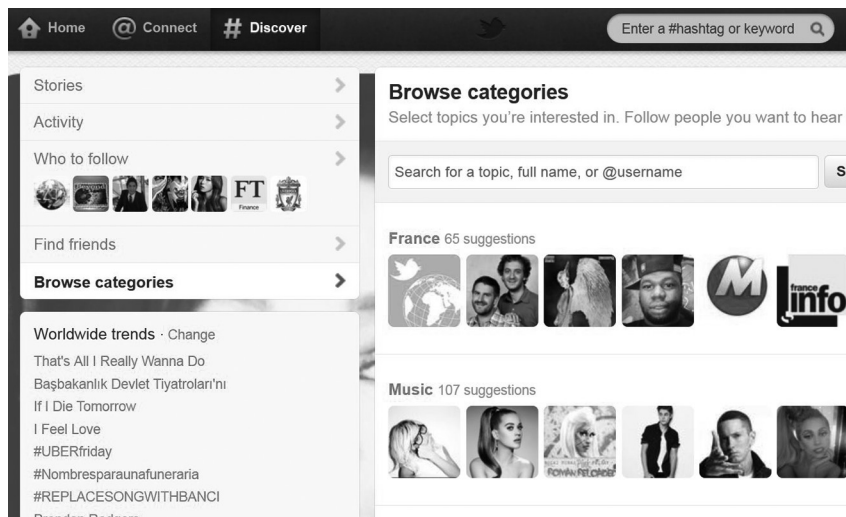 Home
Connect
Discover
Enter a #hashtag or keyword
Stories
Activity
Who to follow
FT
Finance
Find friends
Browse categories
Worldwide trends · Change
That's All I Really Wanna Do
Başbakanlık Devlet Tiyatroları'nı
If I Die Tomorrow
I Feel Love
#UBERfriday
#Nombresparaunafuneraria
#REPLACESONGWITHBANCI
Browse categories
Select topics you're interested in. Follow people you want to hear
Search for a topic, full name, or @username
S
France 65 suggestions
M
france
info
Music 107 suggestions
ROMAN RELOADED